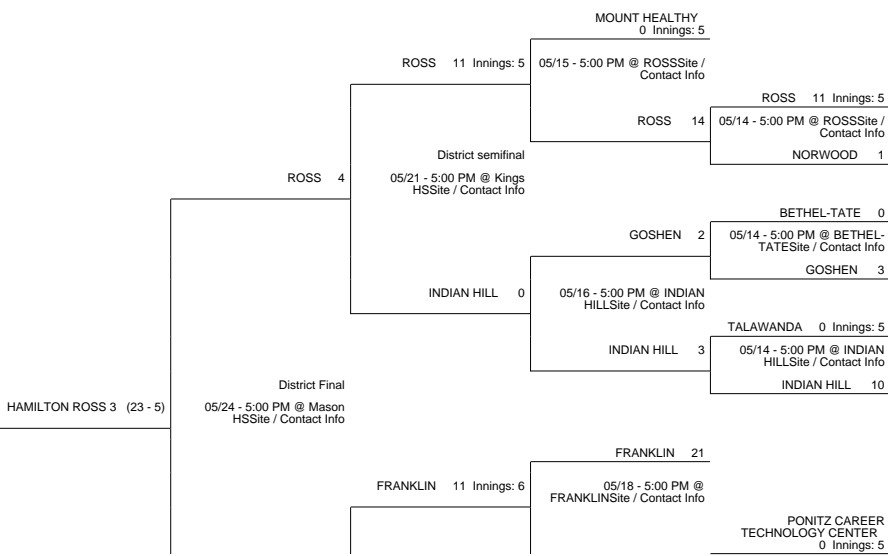 MOUNT HEALTHY
0 Innings: 5
ROSS 11 Innings: 5
05/15 - 5:00 PM @ ROSSSite /
Contact Info
ROSS 11 Innings: 5
ROSS 14
05/14 - 5:00 PM @ ROSSSite /
Contact Info
District semifinal
NORWOOD 1
ROSS 4
05/21 - 5:00 PM @ Kings
HSSite / Contact Info
BETHEL-TATE 0
GOSHEN 2
05/14 - 5:00 PM @ BETHEL-
TATESite / Contact Info
GOSHEN 3
INDIAN HILL 0
05/16 - 5:00 PM @ INDIAN
HILLSite / Contact Info
TALAWANDA 0 Innings: 5
INDIAN HILL 3
05/14 - 5:00 PM @ INDIAN
HILLSite / Contact Info
District Final
INDIAN HILL 10
HAMILTON ROSS 3 (23 - 5)
05/24 - 5:00 PM @ Mason
HSSite / Contact Info
FRANKLIN 21
FRANKLIN 11 Innings: 6
05/18 - 5:00 PM @
FRANKLINSite / Contact Info
PONITZ CAREER
TECHNOLOGY CENTER
0 Innings: 5